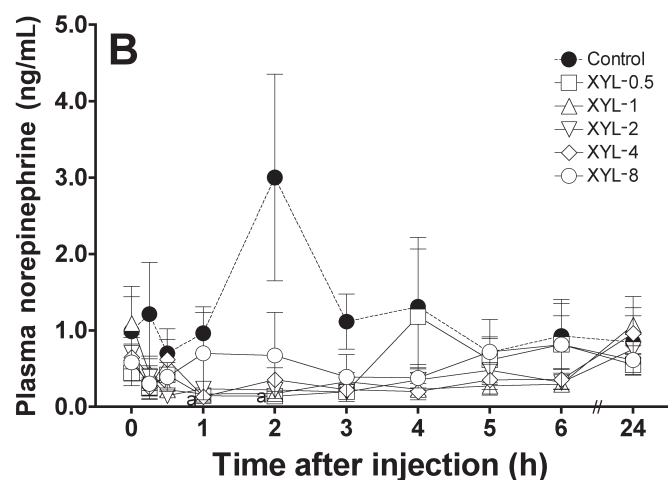 B
Plasma norepinephrine (ng/mL)
5.0
4.0
3.0
2.0
1.0
0.0
Control
XYL-0.5
XYL-1
XYL-2
XYL-4
XYL-8
a
a
0 1 2 3 4 5 6 // 24
Time after injection (h)